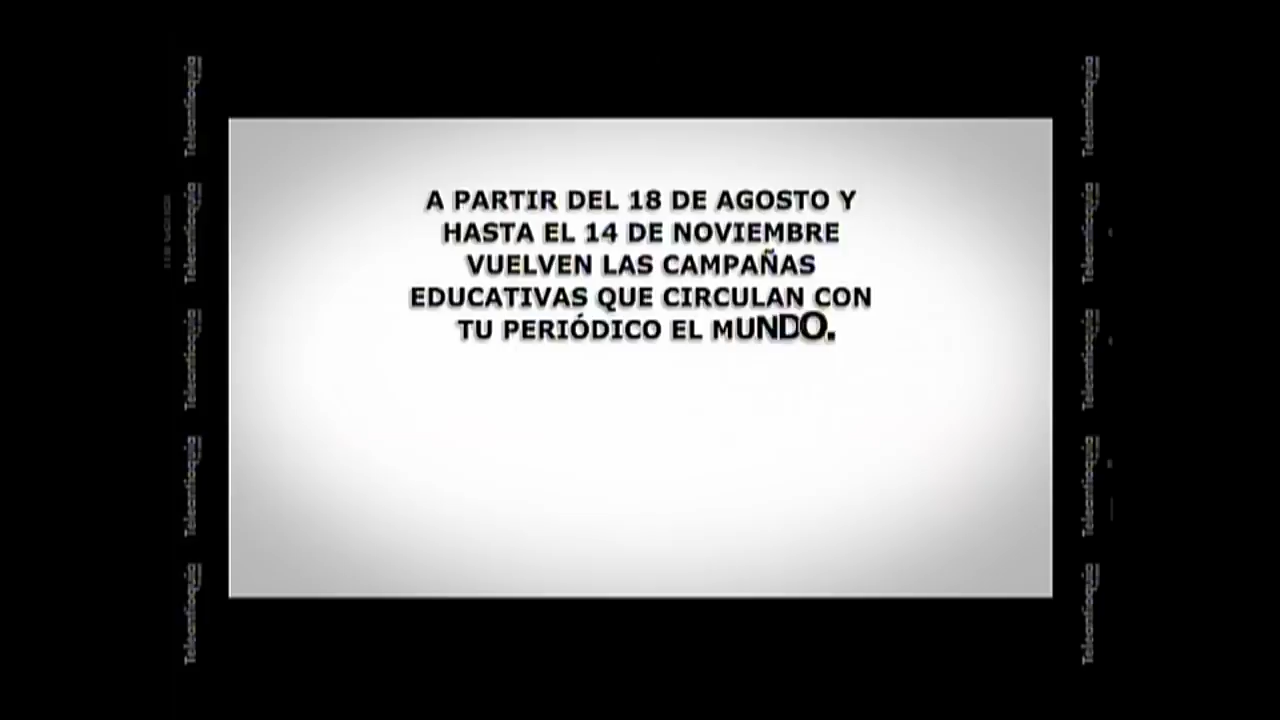 A PARTIR DEL 18 DE AGOSTO Y
HASTA EL 14 DE NOVIEMBRE
VUELVEN LAS CAMPAÑAS
EDUCATIVAS QUE CIRCULAN CON
TU PERIÓDICO EL MUNDO.
Teleantioquia
Teleantioquia
Teleantioquia
Teleantioquia
Teleantioquia
Teleantioquia
Teleantioquia
Teleantioquia
Teleantioquia
Teleantioquia